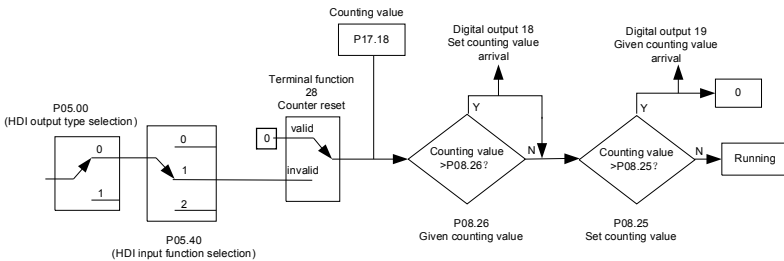 Counting value
P17.18
Digital output 18
Set counting value
arrival
Digital output 19
Given counting value
arrival
Terminal function
28
Counter reset
P05.00
(HDI output type selection)
0
1
0
1
2
P05.40
(HDI input function selection)
0
valid
invalid
Y
Counting value
>P08.26?
N
P08.26
Given counting value
Y
0
Counting value
>P08.25?
N
Running
P08.25
Set counting value